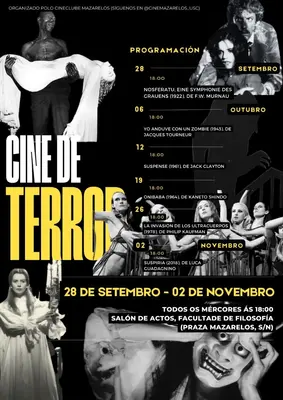 ORGANIZADO POLO CINECLUBE MAZARELOS (SÍGUENOS EN @CINEMAZARELOS_USC)
PROGRAMACIÓN
28 SETEMBRO
18:00
NOSFERATU, EINE SYMPHONIE DES
GRAUENS (1922), DE F.W. MURNAU
06 OUTUBRO
18:00
YO ANDUVE CON UN ZOMBIE (1943), DE
JACQUES TOURNEUR
12
18:00
SUSPENSE (1961), DE JACK CLAYTON
19
18:00
ONIBABA (1964), DE KANETO SHINDO
CINE DE
TERROR
18:00
LA INVASIÓN DE LOS ULTRACUERPOS
(1978) DE PHILIP KAUFMAN
02 NOVEMBRO
18:00
SUSPIRIA (2018), DE LUCA
GUADAGNINO
28 DE SETEMBRO - 02 DE NOVEMBRO
TODOS OS MÉRCORES ÁS 18:00
SALÓN DE ACTOS, FACULTADE DE FILOSOFÍA
(PRAZA MAZARELOS, S/N)